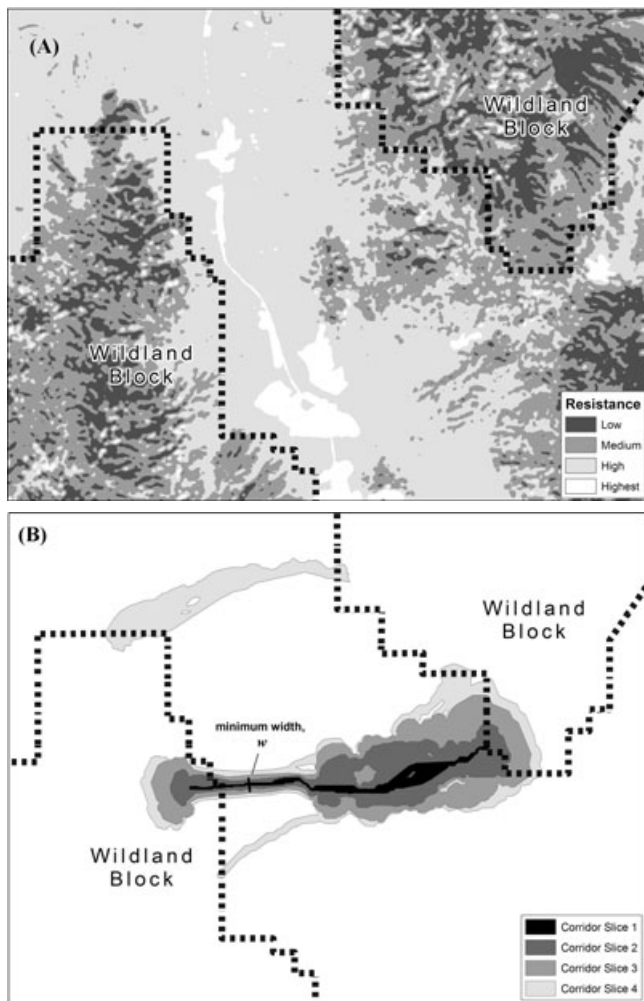 (A)
Wildland
Block
Wildland
Block
Resistance
Low
Medium
High
Highest
(B)
Wildland
Block
minimum width,
w
Wildland
Block
Corridor Slice 1
Corridor Slice 2
Corridor Slice 3
Corridor Slice 4